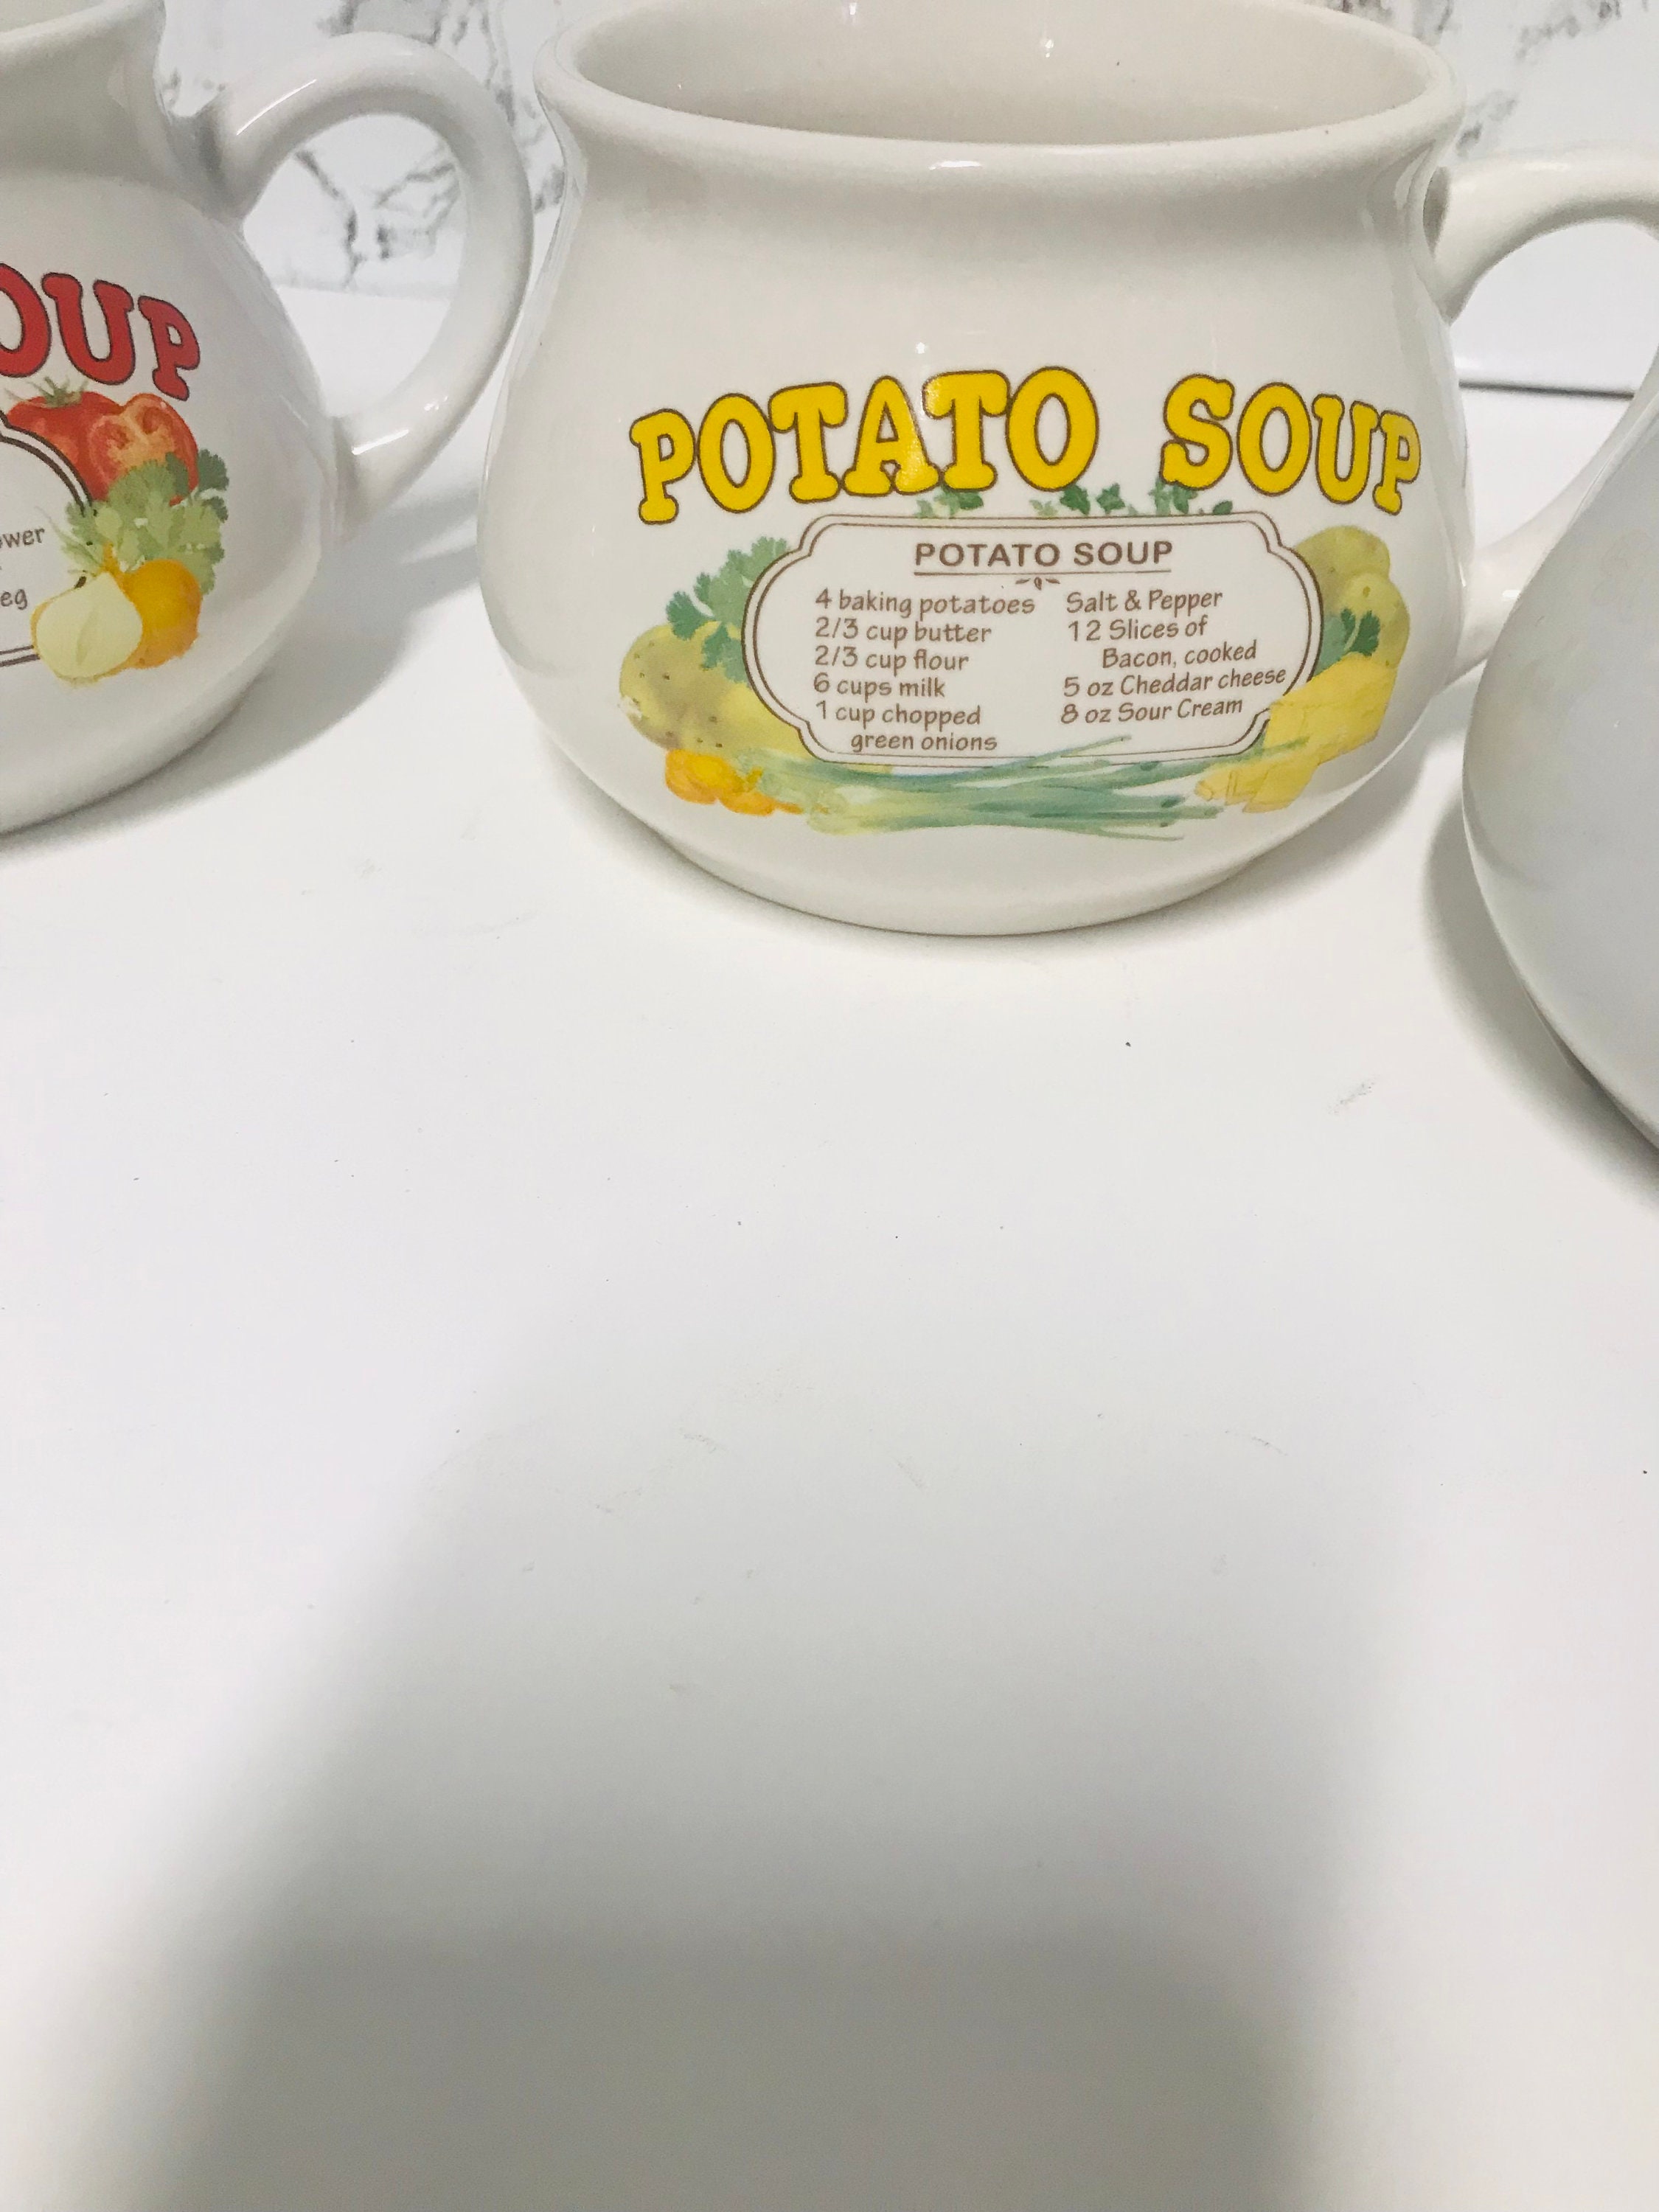 OUP
POTATO SOUP
POTATO SOUP
4 baking potatoes
2/3 cup butter
2/3 cup flour
6 cups milk
1 cup chopped
green onions
Salt & Pepper
12 Slices of
Bacon, cooked
5 oz Cheddar cheese
8 oz Sour Cream
ower
eg